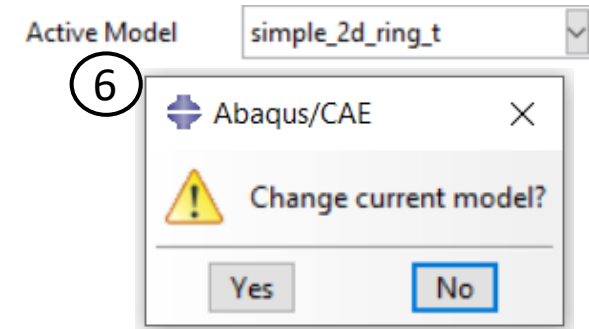 Active Model simple_2d_ring_t
6
Abaqus/CAE
Change current model?
Yes No